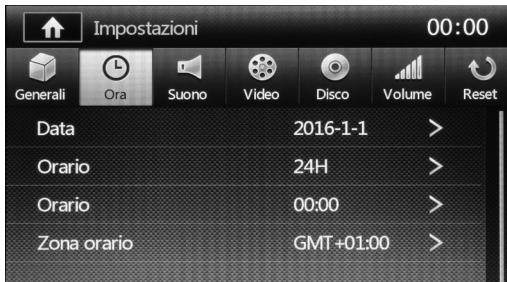 Impostazioni 00:00
Generali Ora Suono Video Disco Volume Reset
Data 2016-1-1
Orario 24H
Orario 00:00
Zona orario GMT+01:00